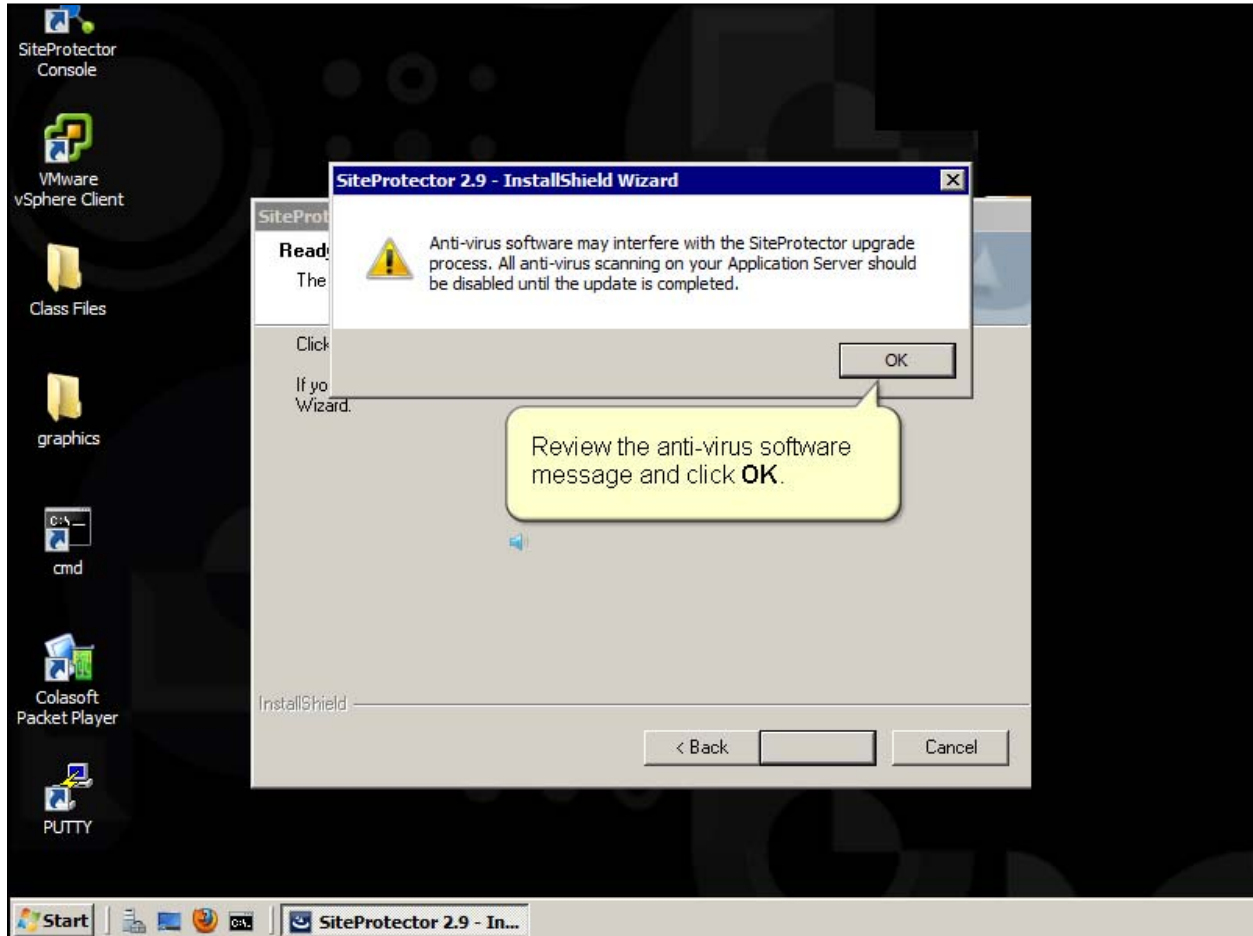 SiteProtector
Console
VMware
vSphere Client
Class Files
graphics
C:\
cmd
Colasoft
Packet Player
PUTTY
SiteProtector 2.9 - InstallShield Wizard
Anti-virus software may interfere with the SiteProtector upgrade
process. All anti-virus scanning on your Application Server should
be disabled until the update is completed.
OK
SiteProt
Ready
The
Click
If yo
Wizard.
Review the anti-virus software
message and click OK.
InstallShield
< Back
Cancel
Start
SiteProtector 2.9 - In...